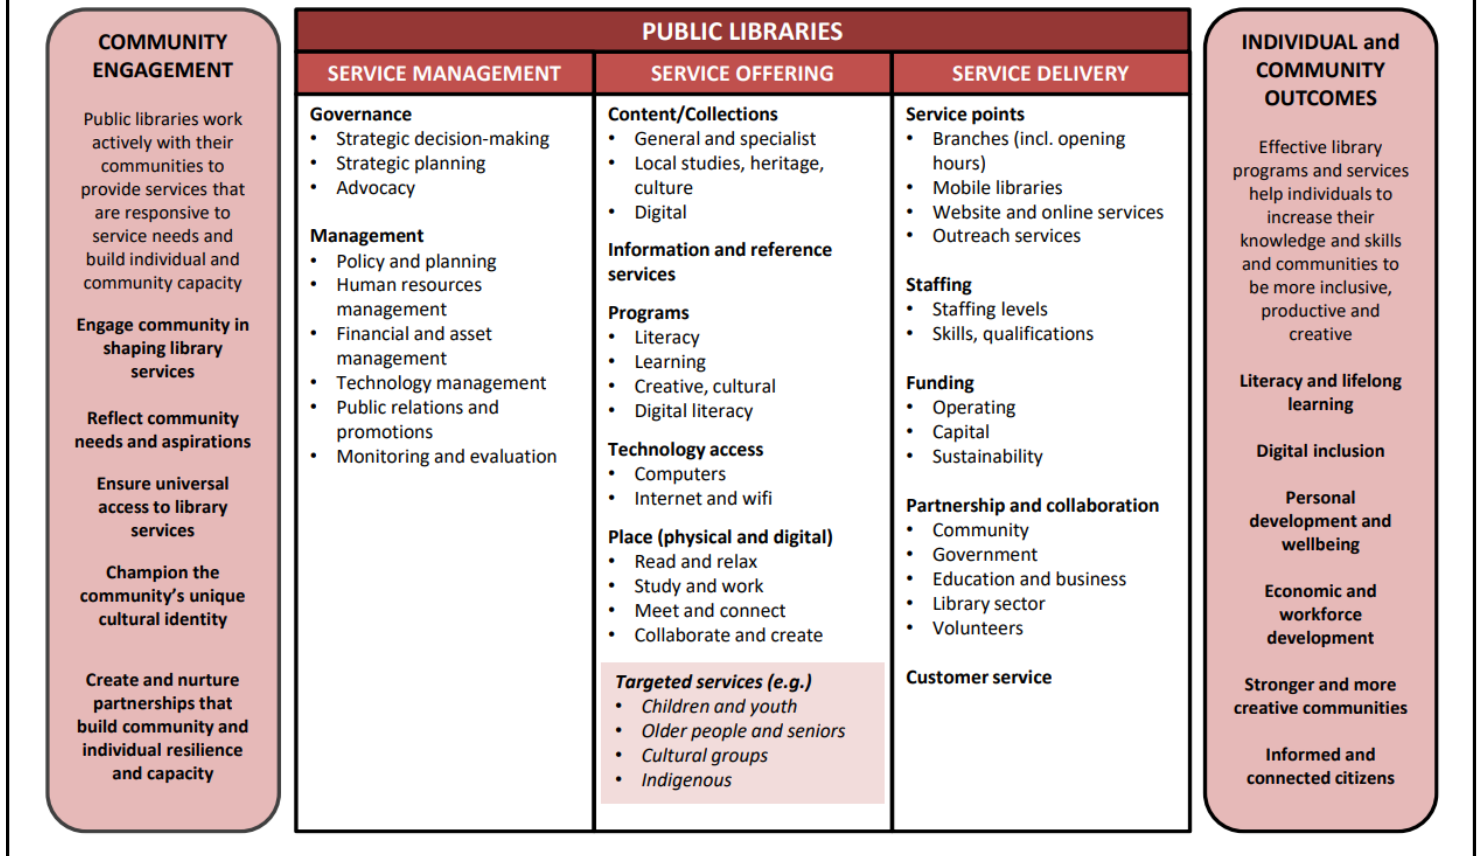 COMMUNITY
ENGAGEMENT
Public libraries work
actively with their
communities to
provide services that
are responsive to
service needs and
build individual and
community capacity
Engage community in
shaping library
services
Reflect community
needs and aspirations
Ensure universal
access to library
services
Champion the
community's unique
cultural identity
Create and nurture
partnerships that
build community and
individual resilience
and capacity
PUBLIC LIBRARIES
SERVICE MANAGEMENT
Governance
• Strategic decision-making
• Strategic planning
• Advocacy
Management
• Policy and planning
• Human resources
management
• Financial and asset
management
• Technology management
• Public relations and
promotions
• Monitoring and evaluation
SERVICE OFFERING
Content/Collections
• General and specialist
• Local studies, heritage,
culture
• Digital
Information and reference
services
Programs
• Literacy
• Learning
• Creative, cultural
• Digital literacy
Technology access
• Computers
• Internet and wifi
Place (physical and digital)
• Read and relax
• Study and work
• Meet and connect
• Collaborate and create
Targeted services (e.g.)
• Children and youth
• Older people and seniors
• Cultural groups
• Indigenous
SERVICE DELIVERY
Service points
• Branches (incl. opening
hours)
• Mobile libraries
• Website and online services
• Outreach services
Staffing
• Staffing levels
• Skills, qualifications
Funding
• Operating
• Capital
• Sustainability
Partnership and collaboration
• Community
• Government
• Education and business
• Library sector
• Volunteers
Customer service
INDIVIDUAL and
COMMUNITY
OUTCOMES
Effective library
programs and services
help individuals to
increase their
knowledge and skills
and communities to
be more inclusive,
productive and
creative
Literacy and lifelong
learning
Digital inclusion
Personal
development and
wellbeing
Economic and
workforce
development
Stronger and more
creative communities
Informed and
connected citizens